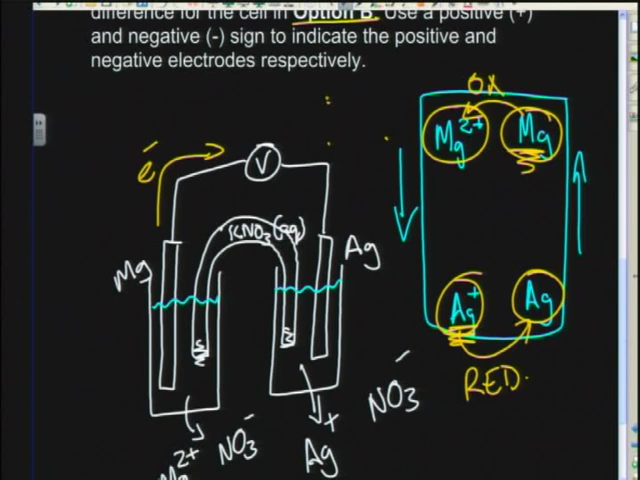 difference for the cell in Option B. Use a positive (+)
and negative (-) sign to indicate the positive and
negative electrodes respectively.
OX
Mg²⁺ Mg
e⁻
V
KNO₃(aq)
Mg Ag
Ag⁺ Ag
RED.
NO₃⁻
NO₃⁻
Ag⁺
Mg²⁺